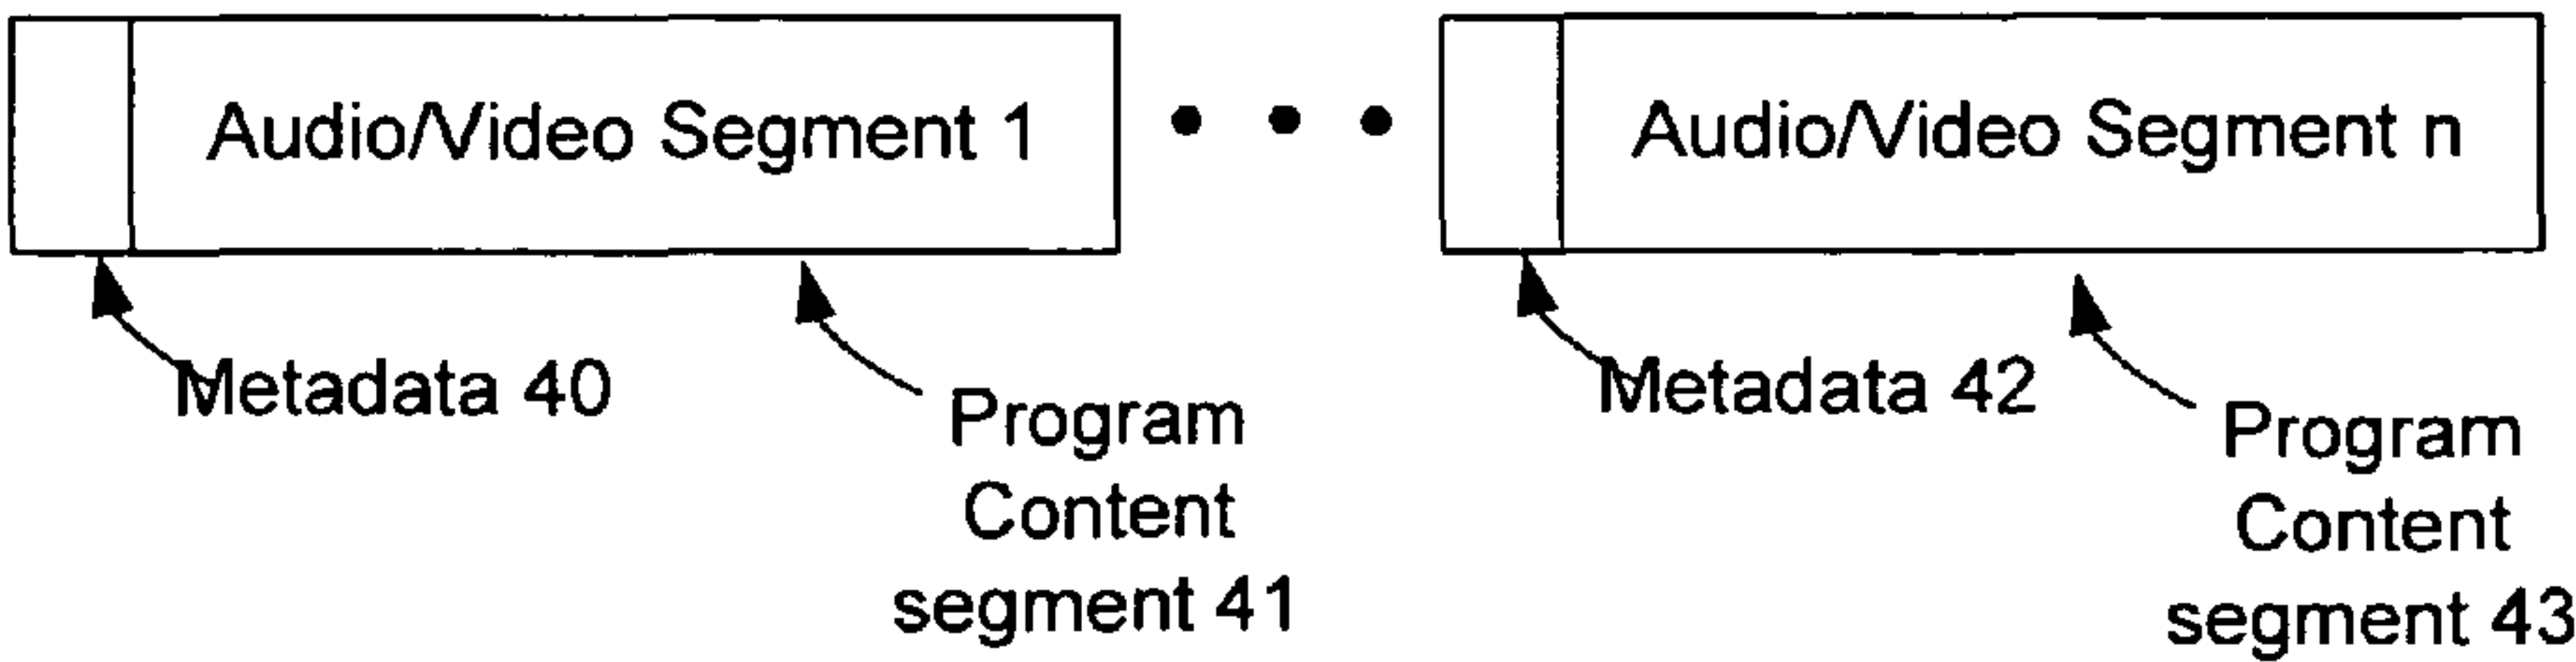 Audio/Video Segment 1
Audio/Video Segment n
Metadata 40
Program
Content
segment 41
Metadata 42
Program
Content
segment 43